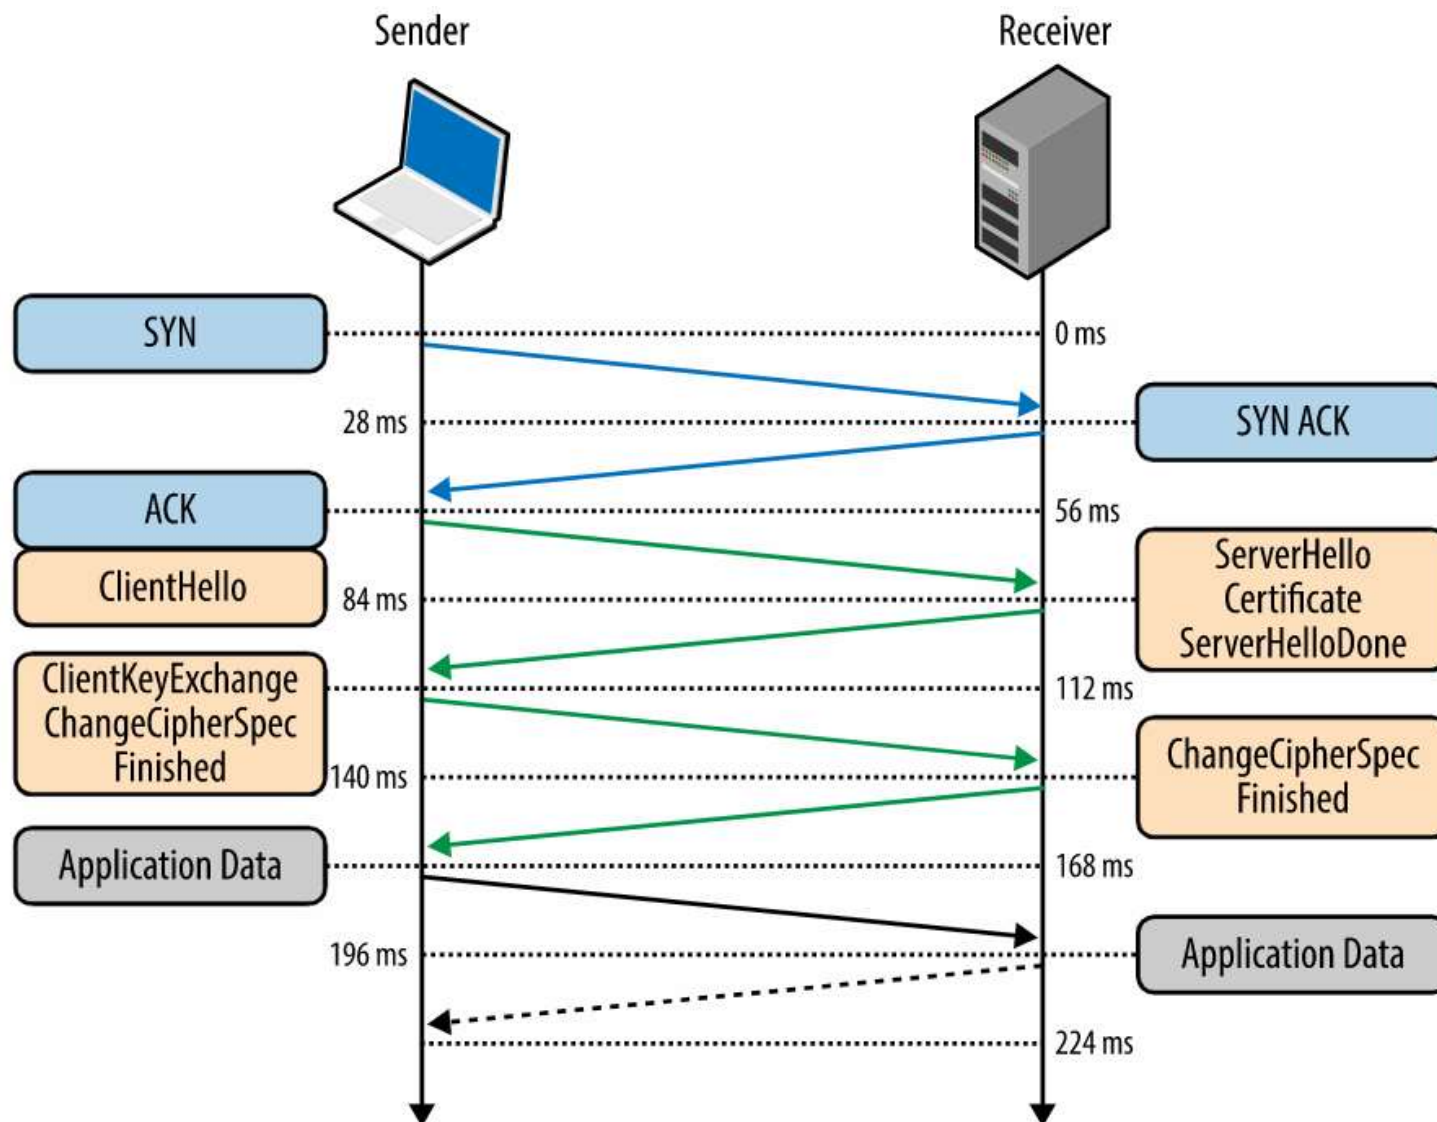 Sender
Receiver
SYN
0 ms
28 ms
SYN ACK
ACK
56 ms
ClientHello
84 ms
ServerHello
Certificate
ServerHelloDone
ClientKeyExchange
ChangeCipherSpec
Finished
112 ms
140 ms
ChangeCipherSpec
Finished
Application Data
168 ms
196 ms
Application Data
224 ms